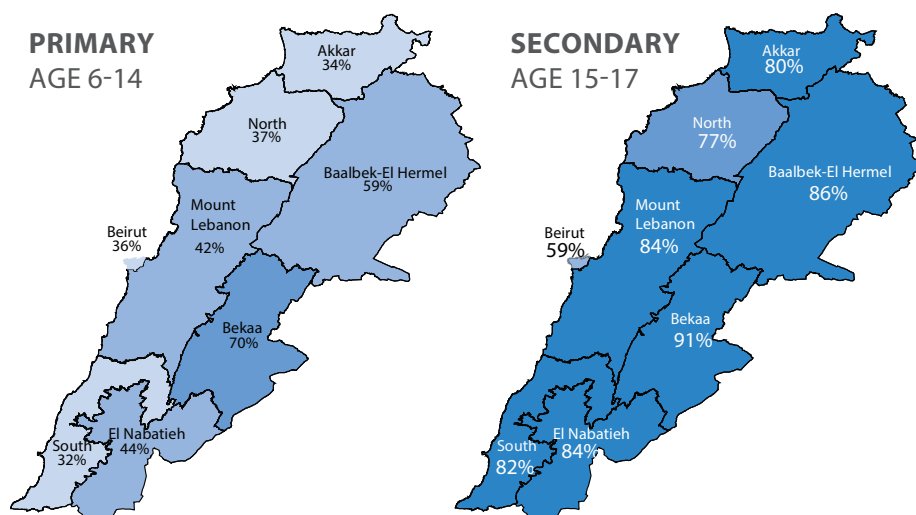 PRIMARY
AGE 6-14
Akkar
34%
North
37%
Baalbek-El Hermel
59%
Mount
Lebanon
42%
Beirut
36%
Bekaa
70%
El Nabatieh
44%
South
32%
SECONDARY
AGE 15-17
Akkar
80%
North
77%
Baalbek-El Hermel
86%
Mount
Lebanon
84%
Beirut
59%
Bekaa
91%
El Nabatieh
84%
South
82%